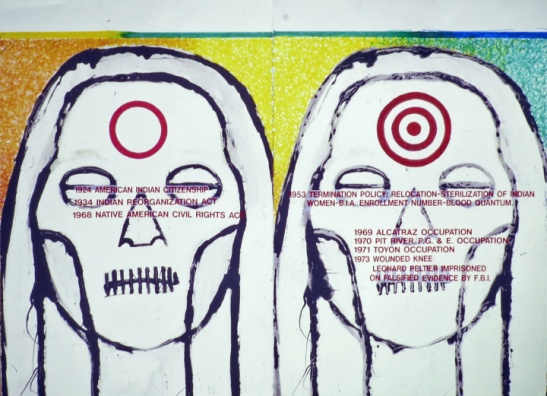 1924 AMERICAN INDIAN CITIZENSHIP
1934 INDIAN REORGANIZATION ACT
1968 NATIVE AMERICAN CIVIL RIGHTS ACT
1953 TERMINATION POLICY, RELOCATION-STERILIZATION OF INDIAN
WOMEN-B.I.A. ENROLLMENT NUMBER-BLOOD QUANTUM.
1969 ALCATRAZ OCCUPATION
1970 PIT RIVER, P.G. & E. OCCUPATION
1971 TOYON OCCUPATION
1973 WOUNDED KNEE
LEONARD PELTIER IMPRISONED
ON FALSIFIED EVIDENCE BY F.B.I.